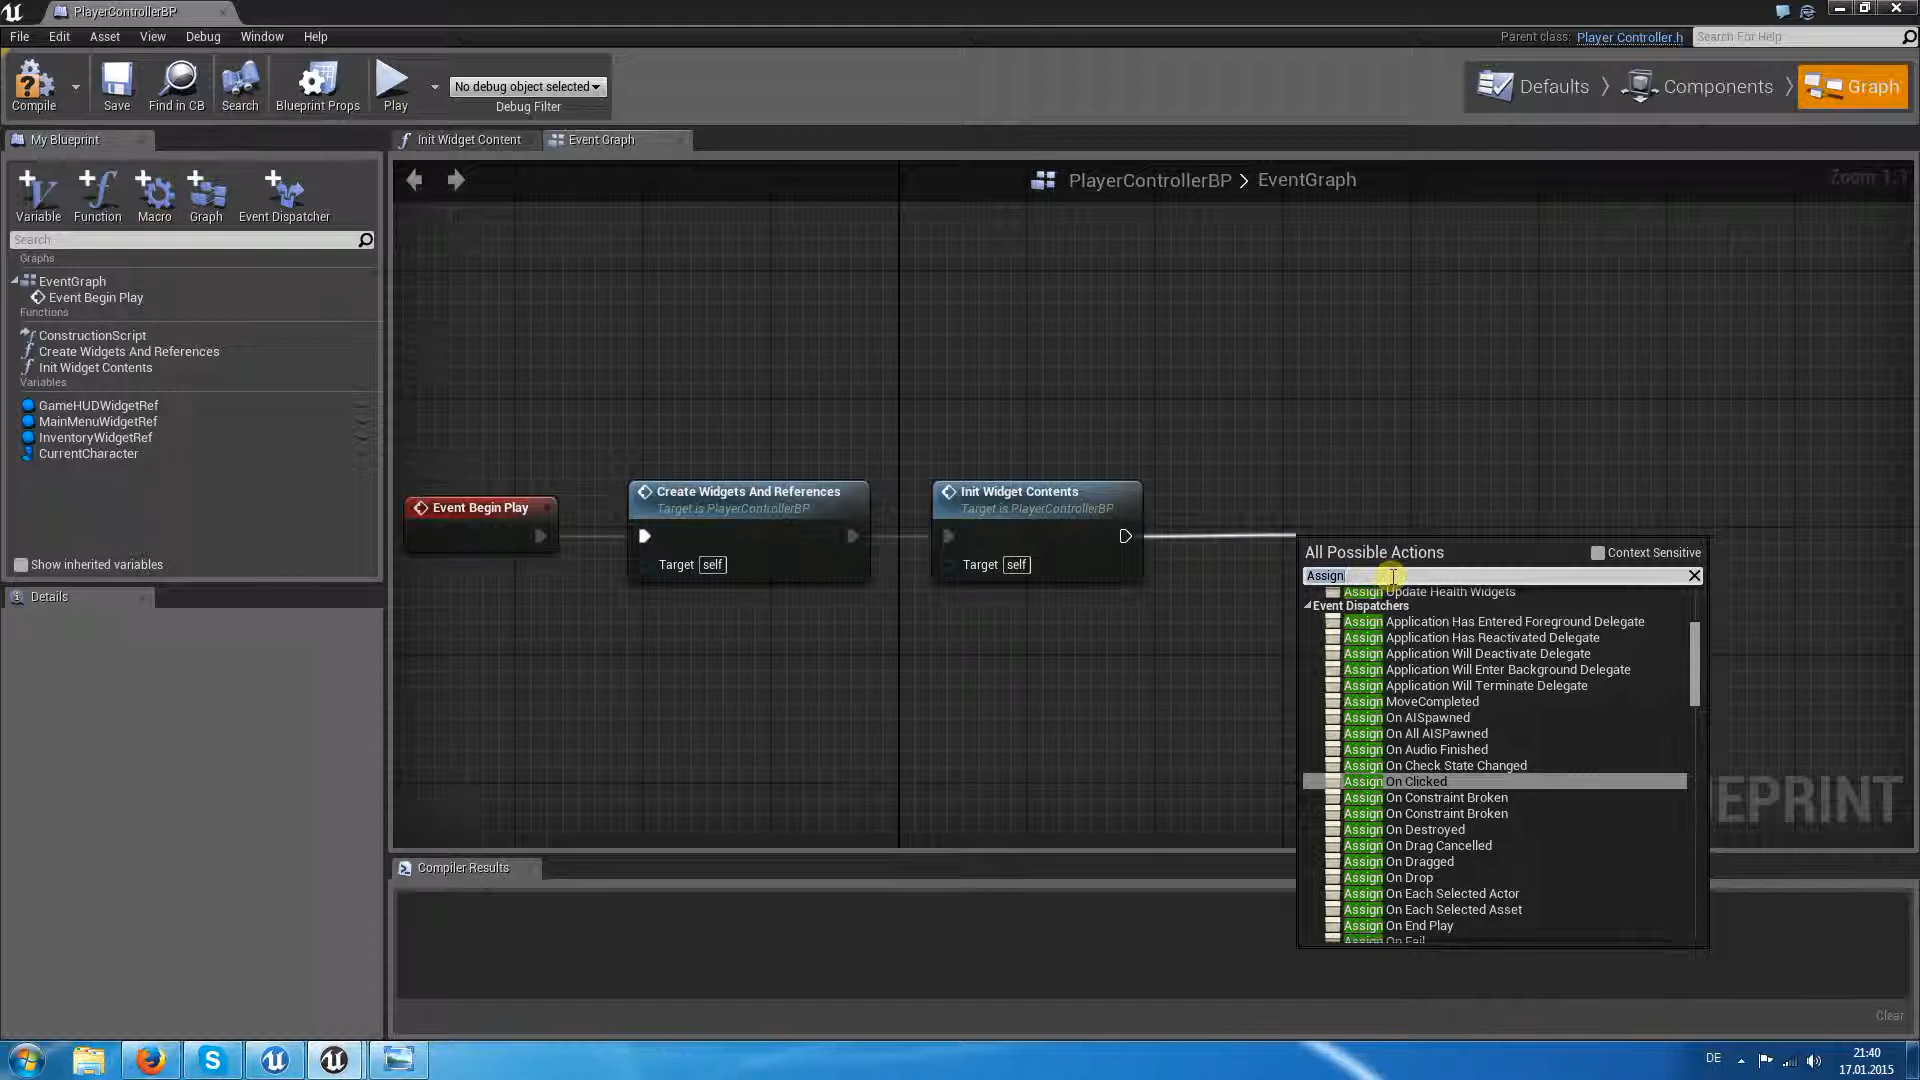 PlayerControllerBP
File Edit Asset View Debug Window Help
Parent class: Player Controller.h Search For Help
Compile Save Find in CB Search Blueprint Props Play
No debug object selected
Debug Filter
Defaults Components Graph
My Blueprint
Init Widget Content
Event Graph
Variable Function Macro Graph Event Dispatcher
PlayerControllerBP > EventGraph
Zoom 1:1
Search
Graphs
EventGraph
Event Begin Play
Functions
ConstructionScript
Create Widgets And References
Init Widget Contents
Variables
GameHUDWidgetRef
MainMenuWidgetRef
InventoryWidgetRef
CurrentCharacter
Show inherited variables
Details
Event Begin Play
Create Widgets And References
Target is PlayerControllerBP
Target self
Init Widget Contents
Target is PlayerControllerBP
Target self
All Possible Actions
Context Sensitive
Assign
Assign Update Health Widgets
Event Dispatchers
Assign Application Has Entered Foreground Delegate
Assign Application Has Reactivated Delegate
Assign Application Will Deactivate Delegate
Assign Application Will Enter Background Delegate
Assign Application Will Terminate Delegate
Assign MoveCompleted
Assign On AISpawned
Assign On All AISPawned
Assign On Audio Finished
Assign On Check State Changed
Assign On Clicked
Assign On Constraint Broken
Assign On Constraint Broken
Assign On Destroyed
Assign On Drag Cancelled
Assign On Dragged
Assign On Drop
Assign On Each Selected Actor
Assign On Each Selected Asset
Assign On End Play
Assign On Fail
EPRINT
Compiler Results
Clear
DE
21:40
17.01.2015